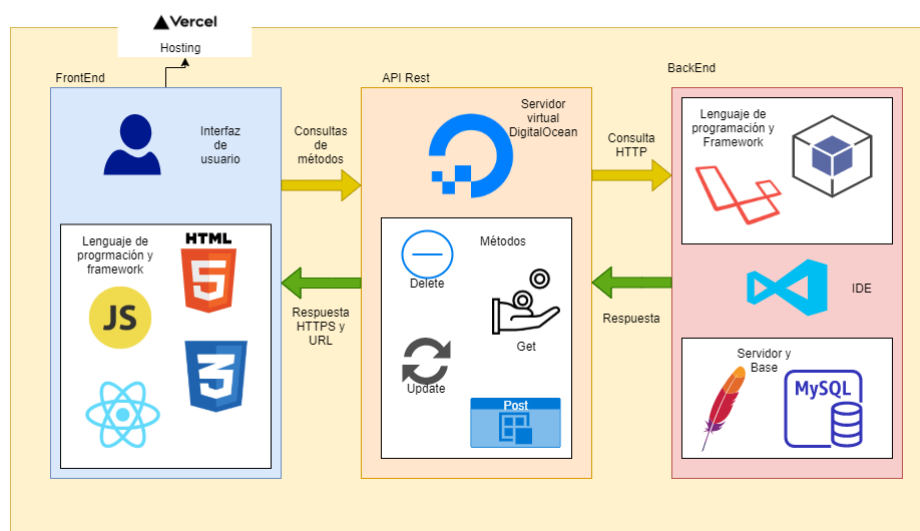 Vercel
Hosting
FrontEnd
API Rest
BackEnd
Interfaz
de
usuario
Consultas
de
métodos
Servidor
virtual
DigitalOcean
Consulta
HTTP
Lenguaje de
programación y
Framework
Lenguaje de
progrmación y
framework
HTML
5
JS
3
Respuesta
HTTPS y
URL
Métodos
Delete
Get
Update
Post
Respuesta
IDE
Servidor y
Base
MySQL